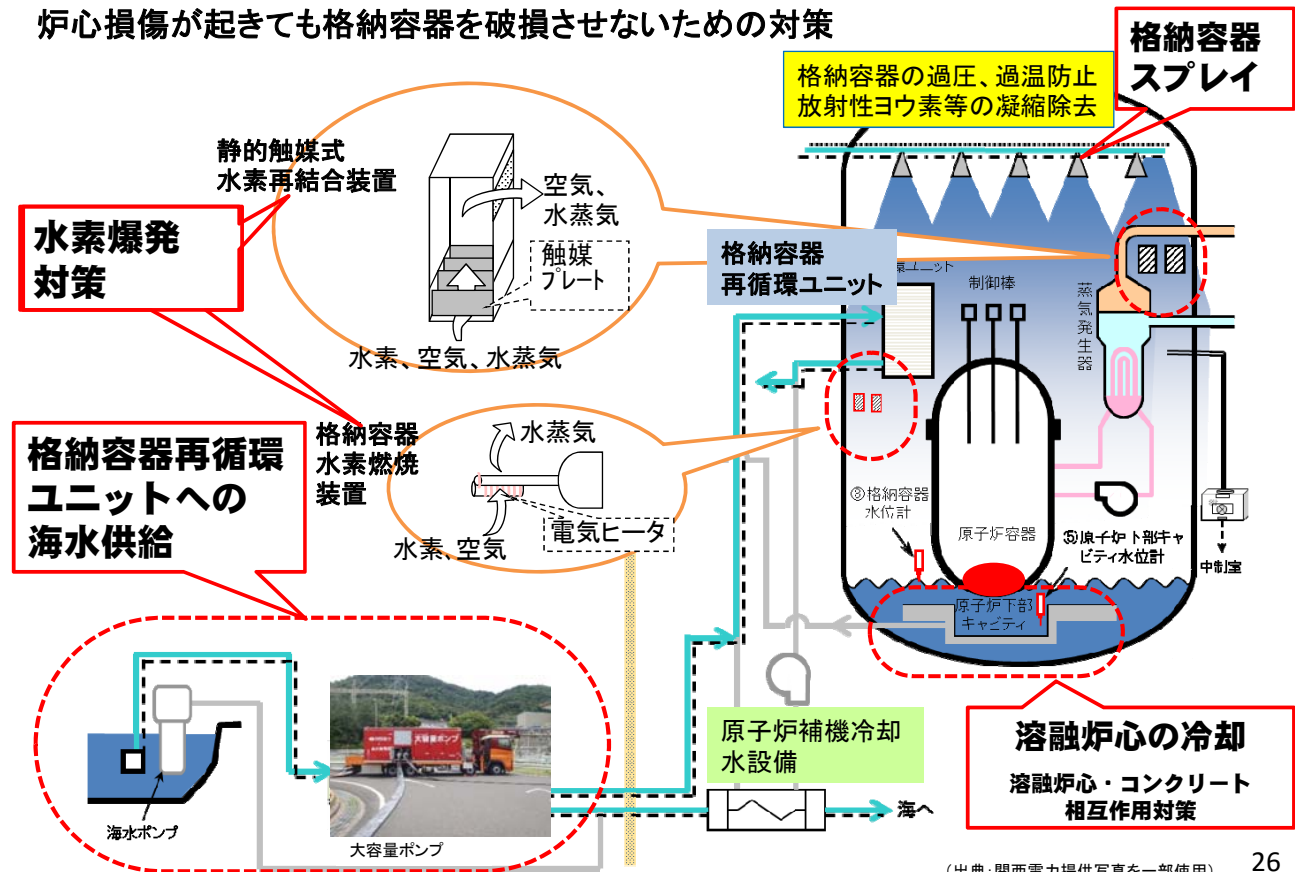 炉心損傷が起きても格納容器を破損させないための対策
格納容器
スプレイ
格納容器の過圧、過温防止
放射性ヨウ素等の凝縮除去
静的触媒式
水素再結合装置
空気、
水蒸気
触媒
プレート
水素、空気、水蒸気
水素爆発
対策
格納容器
再循環ユニット
ユニット
制御棒
蒸気発生器
格納容器再循環
ユニットへの
海水供給
格納容器
水素燃焼
装置
水蒸気
電気ヒータ
水素、空気
③格納容器
水位計
原子炉容器
⑤原子炉下部キャ
ビティ水位計
中制室
原子炉下部
キャビティ
海水ポンプ
大容量ポンプ
大容量ポンプ
原子炉補機冷却
水設備
海へ
溶融炉心の冷却
溶融炉心・コンクリート
相互作用対策
(出典:関西電力提供写真を一部使用)
26